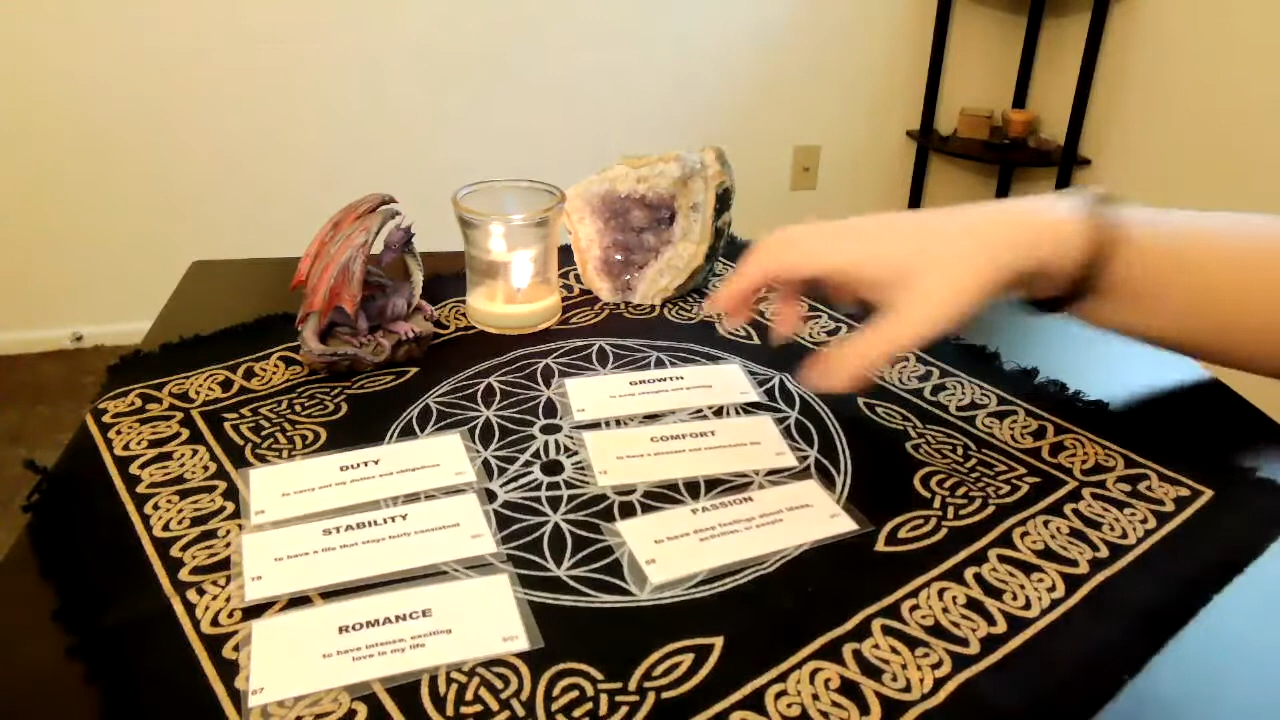 GROWTH
to keep changing and growing
COMFORT
to have a pleasant and comfortable life
12
PASSION
to have deep feelings about ideas,
activities, or people
58
DUTY
to carry out my duties and obligations
STABILITY
to have a life that stays fairly consistent
78
ROMANCE
to have intense, exciting
love in my life
67